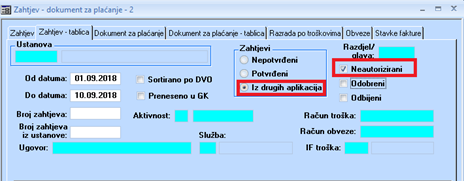 Zahtjev - dokument za plaćanje - 2
Zahtjev Zahtjev - tablica Dokument za plaćanje Dokument za plaćanje - tablica Razrada po troškovima Obveze Stavke fakture
Ustanova
Zahtjevi
Razdjel/
glava:
Nepotvrđeni
Potvrđeni
Iz drugih aplikacija
Neautorizirani
Odobreni
Odbijeni
Od datuma: 01.09.2018 Sortirano po DVO
Do datuma: 10.09.2018 Preneseno u GK
Broj zahtjeva: Aktivnost: Račun troška:
Broj zahtjeva
iz ustanove: Račun obveze:
Služba:
Ugovor: IF troška: